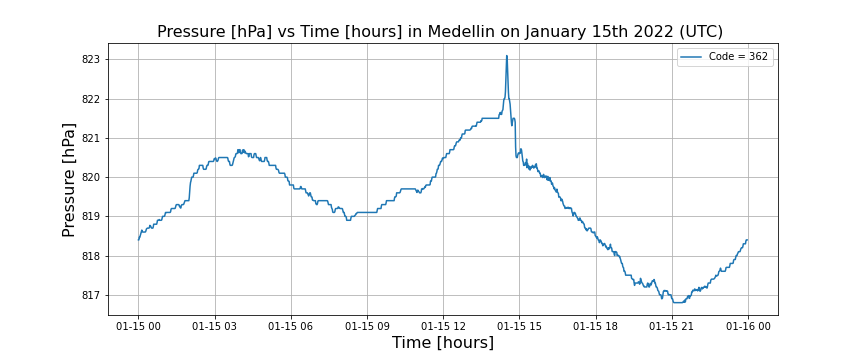 Pressure [hPa] vs Time [hours] in Medellin on January 15th 2022 (UTC)
Code = 362
823
822
821
820
819
818
817
Pressure [hPa]
01-15 00 01-15 03 01-15 06 01-15 09 01-15 12 01-15 15 01-15 18 01-15 21 01-16 00
Time [hours]